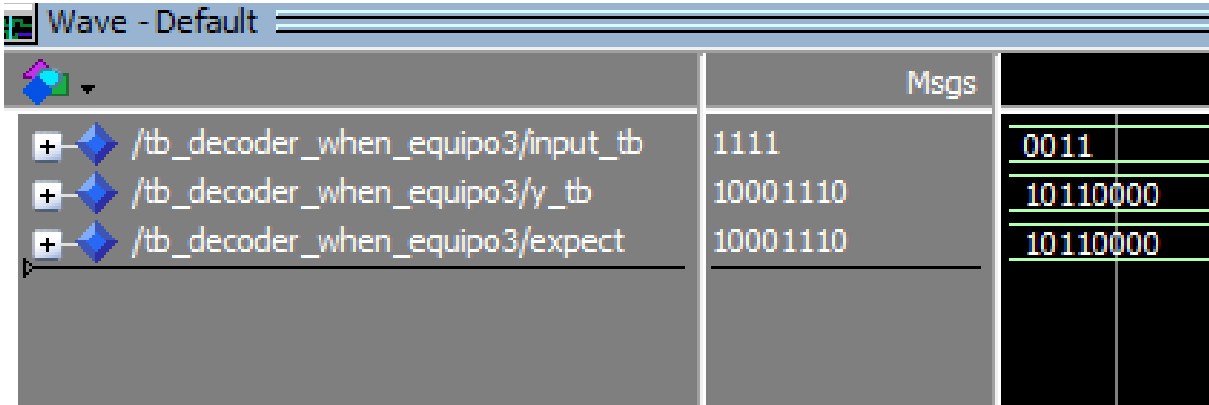 Wave - Default
Msgs
/tb_decoder_when_equipo3/input_tb 1111 0011
/tb_decoder_when_equipo3/y_tb 10001110 10110000
/tb_decoder_when_equipo3/expect 10001110 10110000